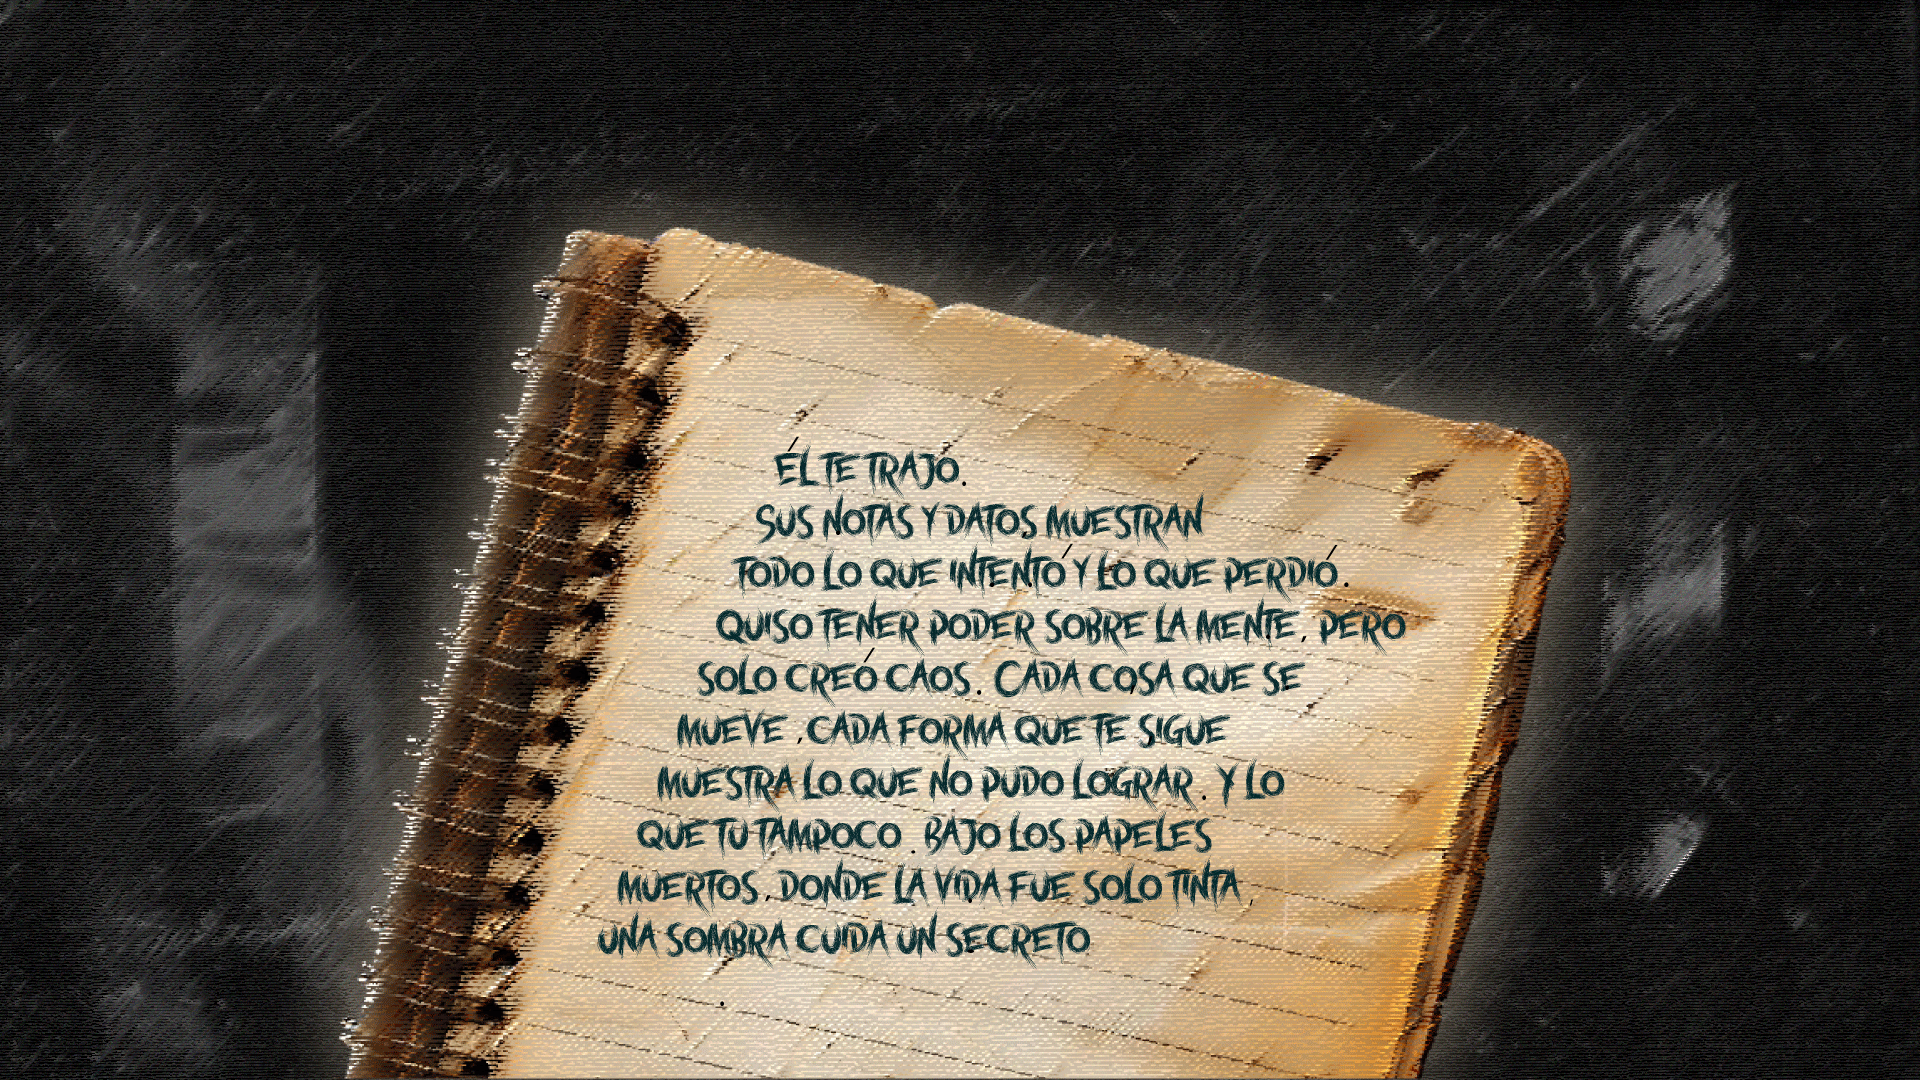 Él te trajo.
Sus notas y datos muestran
todo lo que intentó y lo que perdió.
Quiso tener poder sobre la mente, pero
solo creó caos. Cada cosa que se
mueve, cada forma que te sigue
muestra lo que no pudo lograr. Y lo
que tu tampoco. Bajo los papeles
muertos, donde la vida fue solo tinta,
una sombra cuida un secreto
.